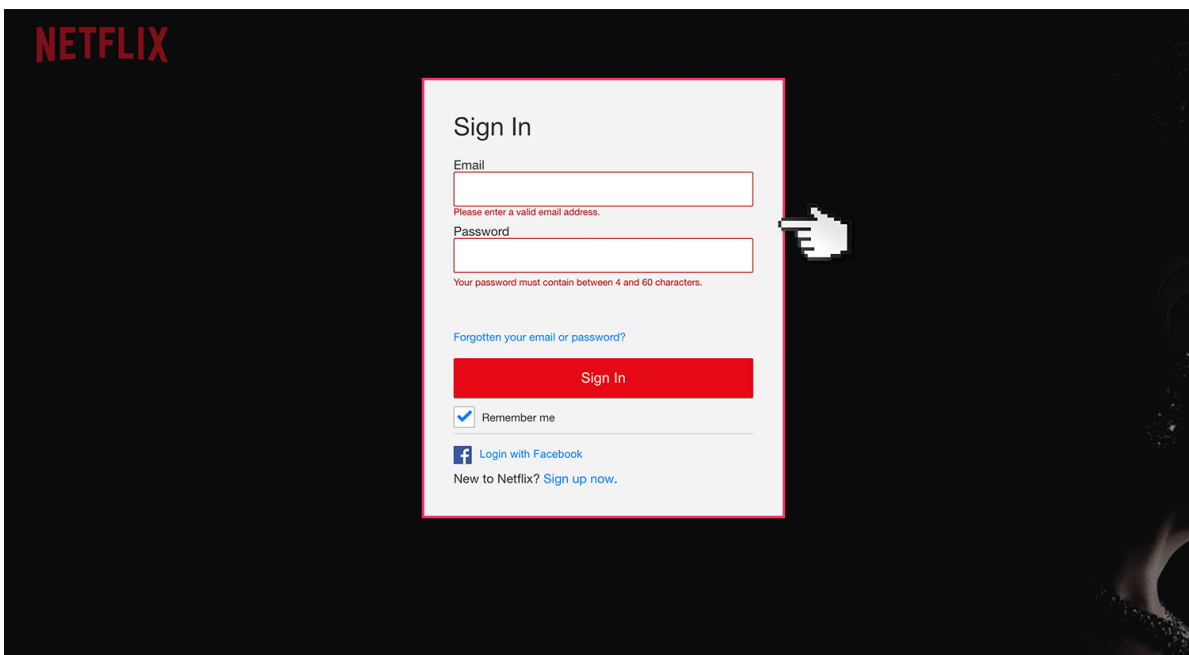 NETFLIX
Sign In
Email
Please enter a valid email address.
Password
Your password must contain between 4 and 60 characters.
Forgotten your email or password?
Sign In
Remember me
f
Login with Facebook
New to Netflix? Sign up now.